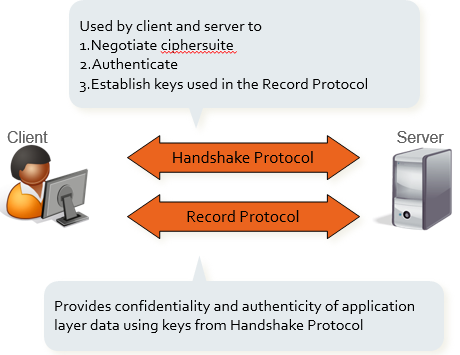 Used by client and server to
1.Negotiate ciphersuite
2.Authenticate
3.Establish keys used in the Record Protocol
Client
Server
Handshake Protocol
Record Protocol
Provides confidentiality and authenticity of application
layer data using keys from Handshake Protocol